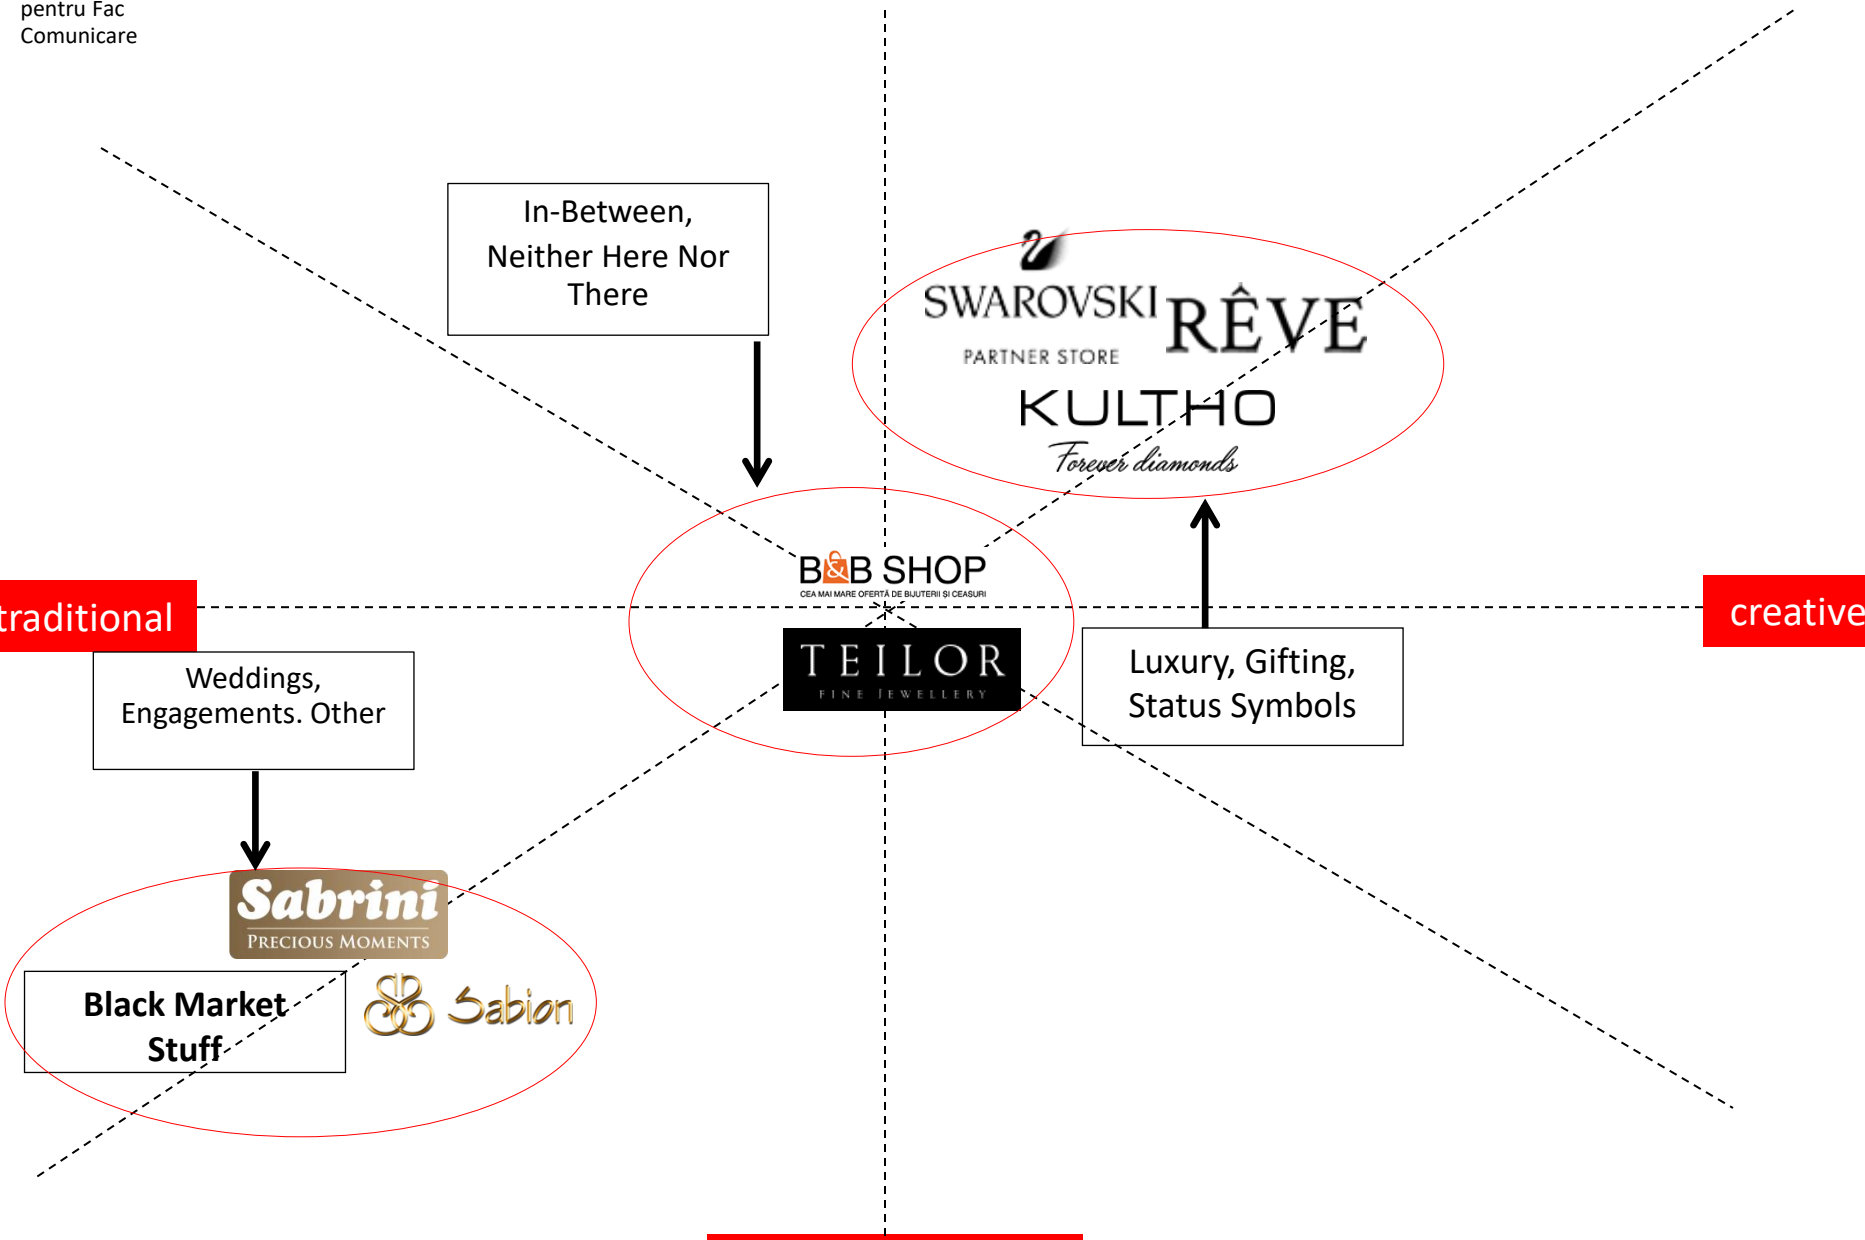 pentru Fac
Comunicare
In-Between,
Neither Here Nor
There
SWAROVSKI
PARTNER STORE
RÊVE
KULTHO
Forever diamonds
B&B SHOP
CEA MAI MARE OFERTĂ DE BIJUTERII ȘI CEASURI
traditional
creative
TEILOR
FINE JEWELLERY
Luxury, Gifting,
Status Symbols
Weddings,
Engagements. Other
Sabrini
PRECIOUS MOMENTS
Black Market
Stuff
Sabion